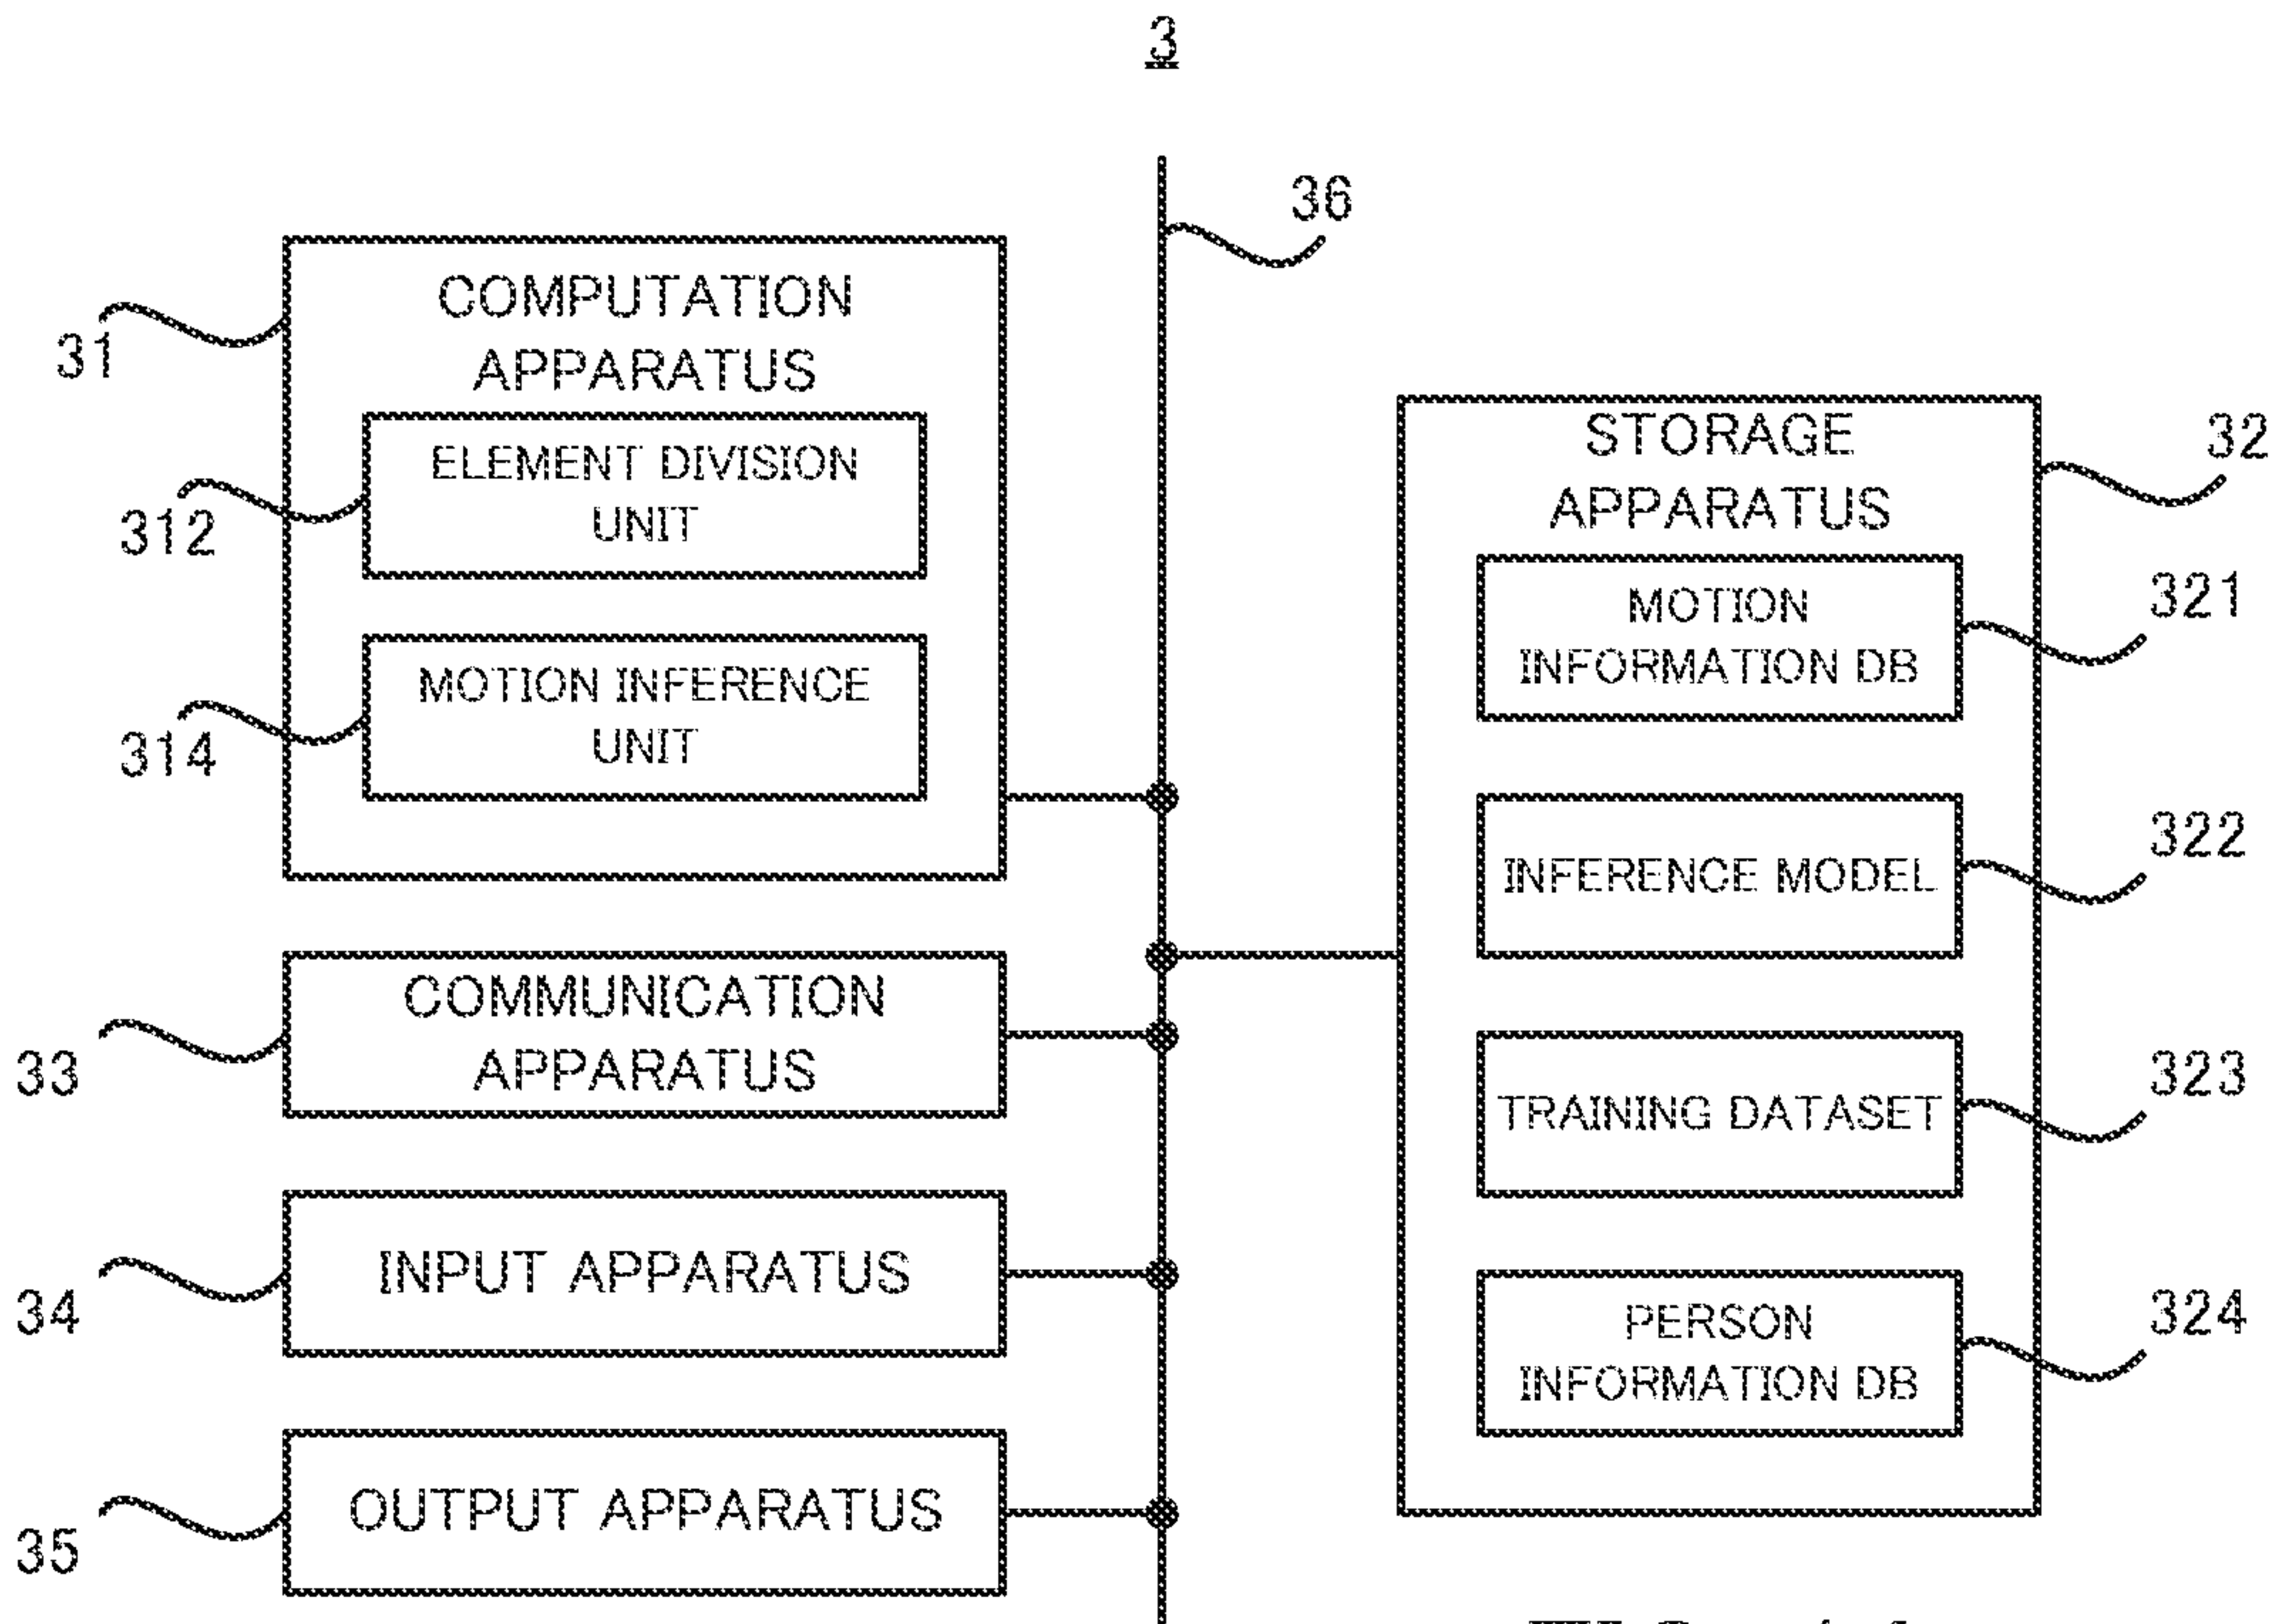 3
36
31
COMPUTATION
APPARATUS
312
ELEMENT DIVISION
UNIT
314
MOTION INFERENCE
UNIT
33
COMMUNICATION
APPARATUS
34
INPUT APPARATUS
35
OUTPUT APPARATUS
STORAGE
APPARATUS
32
MOTION
INFORMATION DB
321
INFERENCE MODEL
322
TRAINING DATASET
323
PERSON
INFORMATION DB
324